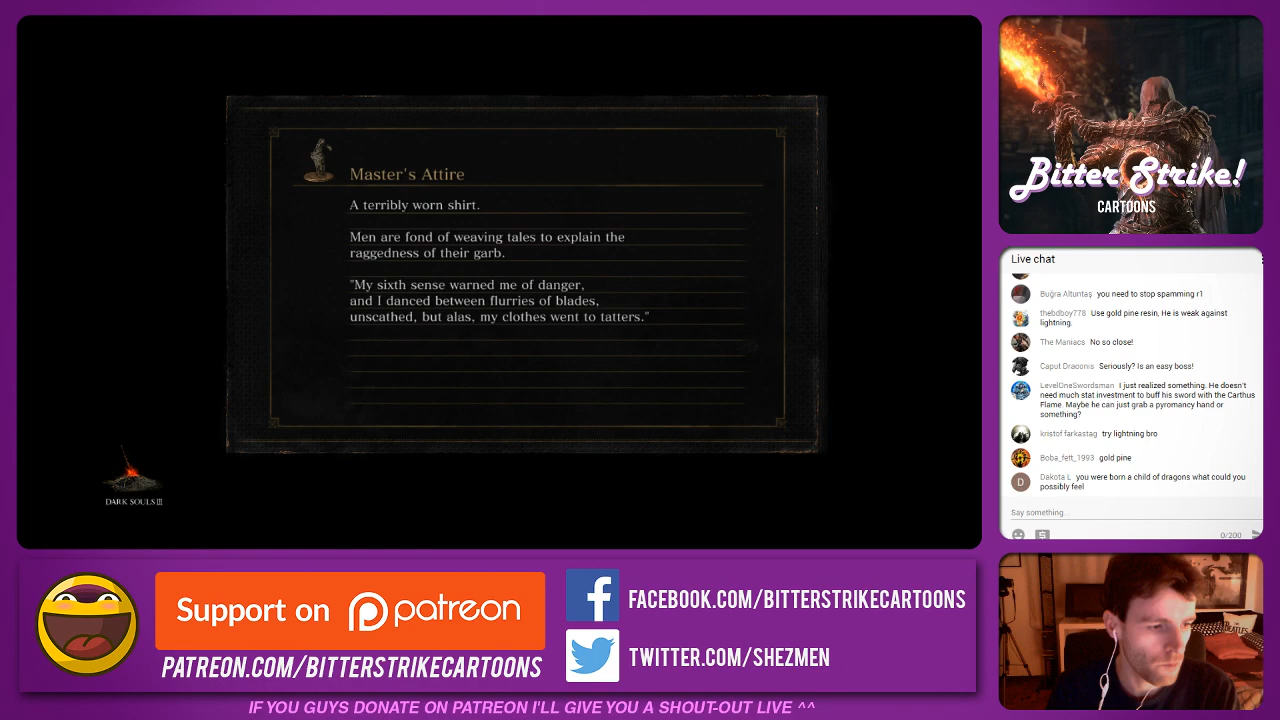 Master's Attire
A terribly worn shirt.
Men are fond of weaving tales to explain the
raggedness of their garb.
"My sixth sense warned me of danger,
and I danced between flurries of blades,
unscathed, but alas, my clothes went to tatters."
DARK SOULS III
Bitter Strike!
CARTOONS
Live chat
Buğra Altuntaş you need to stop spamming r1
thebdboy778 Use gold pine resin, He is weak against
lightning.
The Maniacs No so close!
Caput Draconis Seriously? Is an easy boss!
LevelOneSwordsman I just realized something. He doesn't
need much stat investment to buff his sword with the Carthus
Flame. Maybe he can just grab a pyromancy hand or
something?
kristof farkastag try lightning bro
Boba_fett_1993 gold pine
D
Dakota L you were born a child of dragons what could you
possibly feel
Say something...
0/200
Support on patreon
PATREON.COM/BITTERSTRIKECARTOONS
FACEBOOK.COM/BITTERSTRIKECARTOONS
TWITTER.COM/SHEZMEN
IF YOU GUYS DONATE ON PATREON I'LL GIVE YOU A SHOUT-OUT LIVE ^^